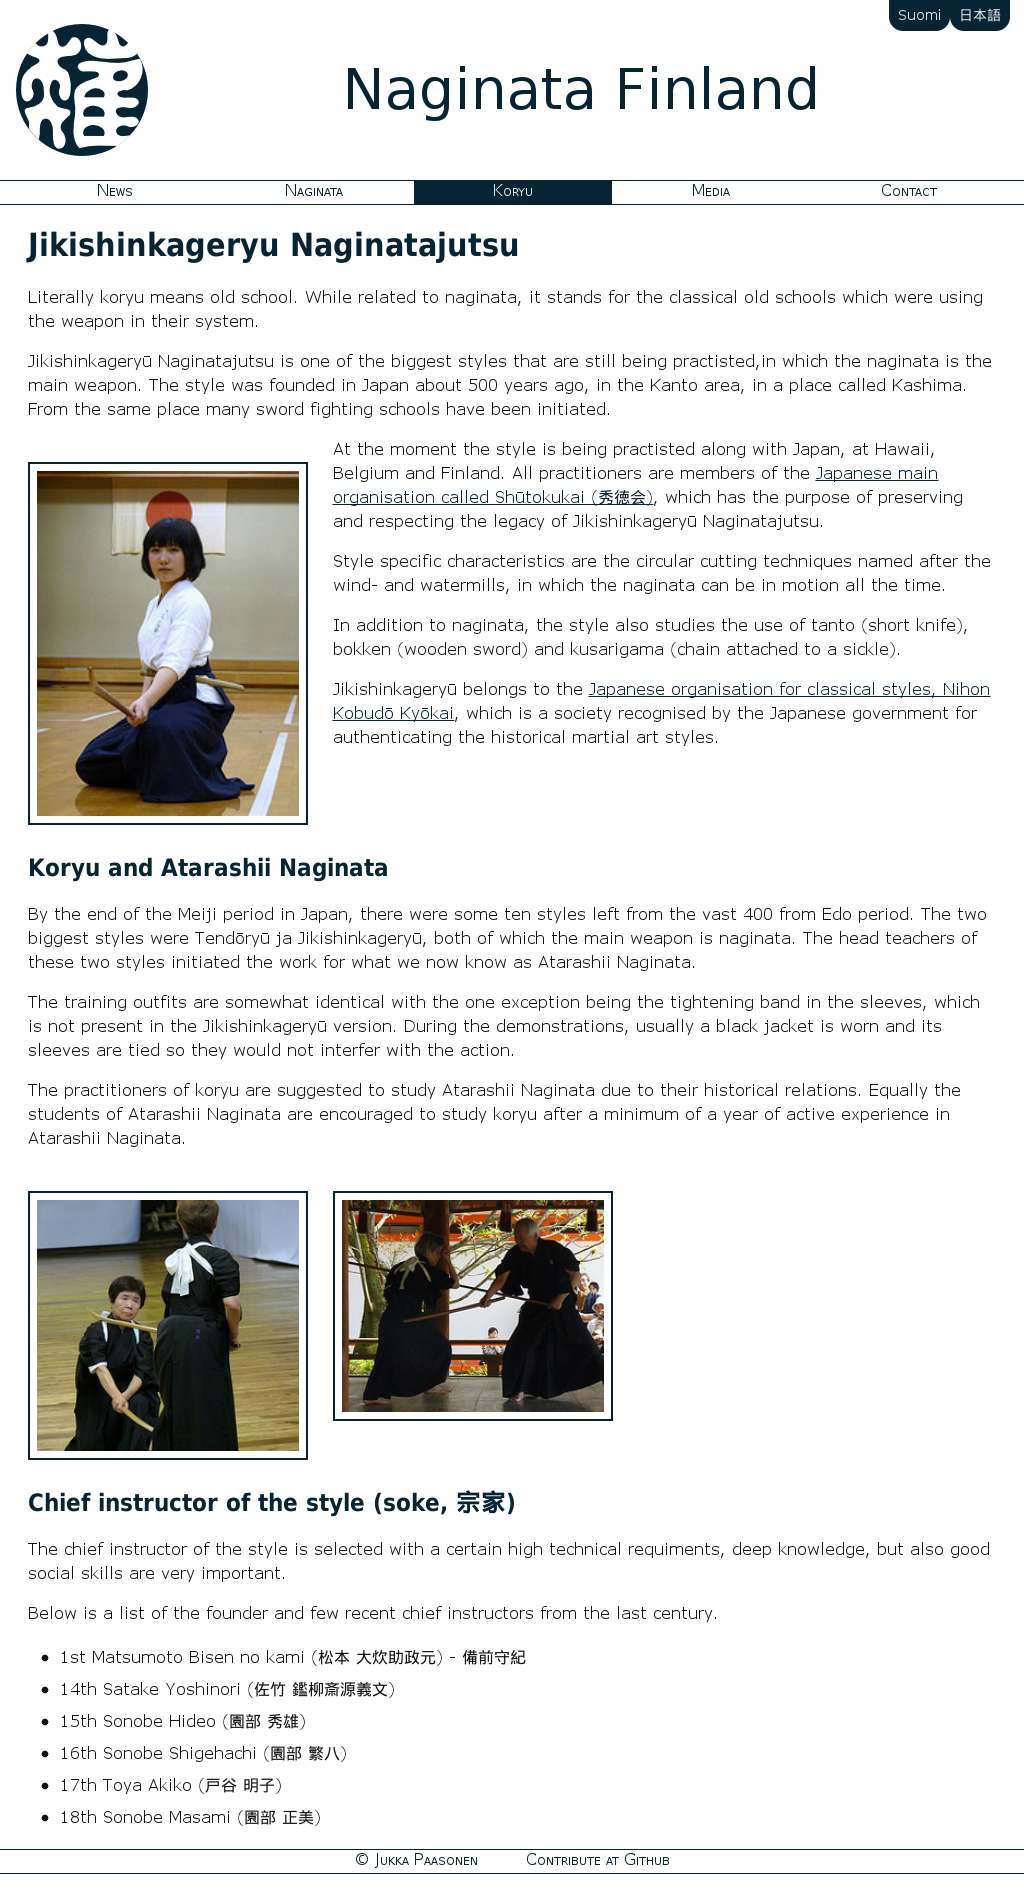 Suomi 日本語
Naginata Finland
News Naginata Koryu Media Contact
Jikishinkageryu Naginatajutsu
Literally koryu means old school. While related to naginata, it stands for the classical old schools which were using
the weapon in their system.
Jikishinkageryū Naginatajutsu is one of the biggest styles that are still being practisted,in which the naginata is the
main weapon. The style was founded in Japan about 500 years ago, in the Kanto area, in a place called Kashima.
From the same place many sword fighting schools have been initiated.
At the moment the style is being practisted along with Japan, at Hawaii,
Belgium and Finland. All practitioners are members of the Japanese main
organisation called Shūtokukai (秀徳会), which has the purpose of preserving
and respecting the legacy of Jikishinkageryū Naginatajutsu.
Style specific characteristics are the circular cutting techniques named after the
wind- and watermills, in which the naginata can be in motion all the time.
In addition to naginata, the style also studies the use of tanto (short knife),
bokken (wooden sword) and kusarigama (chain attached to a sickle).
Jikishinkageryū belongs to the Japanese organisation for classical styles, Nihon
Kobudō Kyōkai, which is a society recognised by the Japanese government for
authenticating the historical martial art styles.
Koryu and Atarashii Naginata
By the end of the Meiji period in Japan, there were some ten styles left from the vast 400 from Edo period. The two
biggest styles were Tendōryū ja Jikishinkageryū, both of which the main weapon is naginata. The head teachers of
these two styles initiated the work for what we now know as Atarashii Naginata.
The training outfits are somewhat identical with the one exception being the tightening band in the sleeves, which
is not present in the Jikishinkageryū version. During the demonstrations, usually a black jacket is worn and its
sleeves are tied so they would not interfer with the action.
The practitioners of koryu are suggested to study Atarashii Naginata due to their historical relations. Equally the
students of Atarashii Naginata are encouraged to study koryu after a minimum of a year of active experience in
Atarashii Naginata.
Chief instructor of the style (soke, 宗家)
The chief instructor of the style is selected with a certain high technical requiments, deep knowledge, but also good
social skills are very important.
Below is a list of the founder and few recent chief instructors from the last century.
• 1st Matsumoto Bisen no kami (松本 大炊助政元) - 備前守紀
• 14th Satake Yoshinori (佐竹 鑑柳斎源義文)
• 15th Sonobe Hideo (園部 秀雄)
• 16th Sonobe Shigehachi (園部 繁八)
• 17th Toya Akiko (戸谷 明子)
• 18th Sonobe Masami (園部 正美)
© Jukka Paasonen Contribute at Github